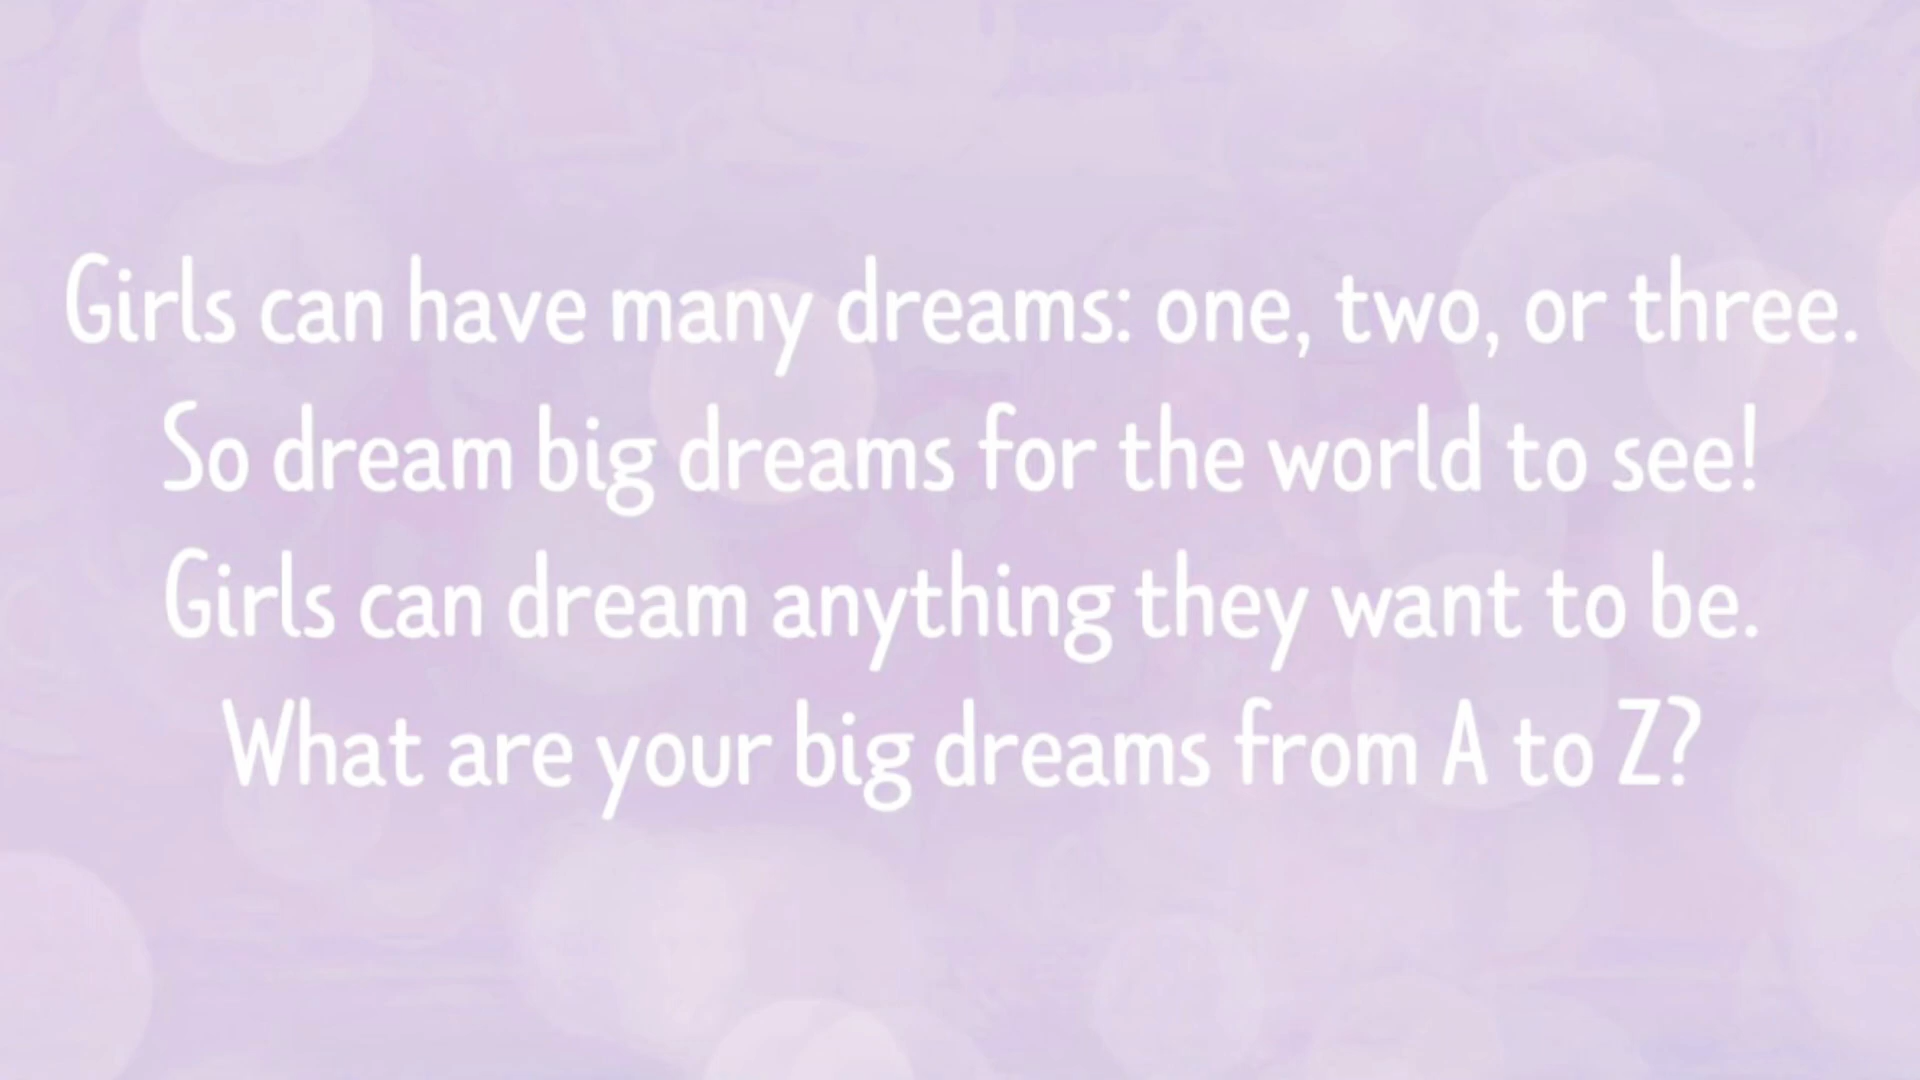 Girls can have many dreams: one, two, or three.
So dream big dreams for the world to see!
Girls can dream anything they want to be.
What are your big dreams from A to Z?